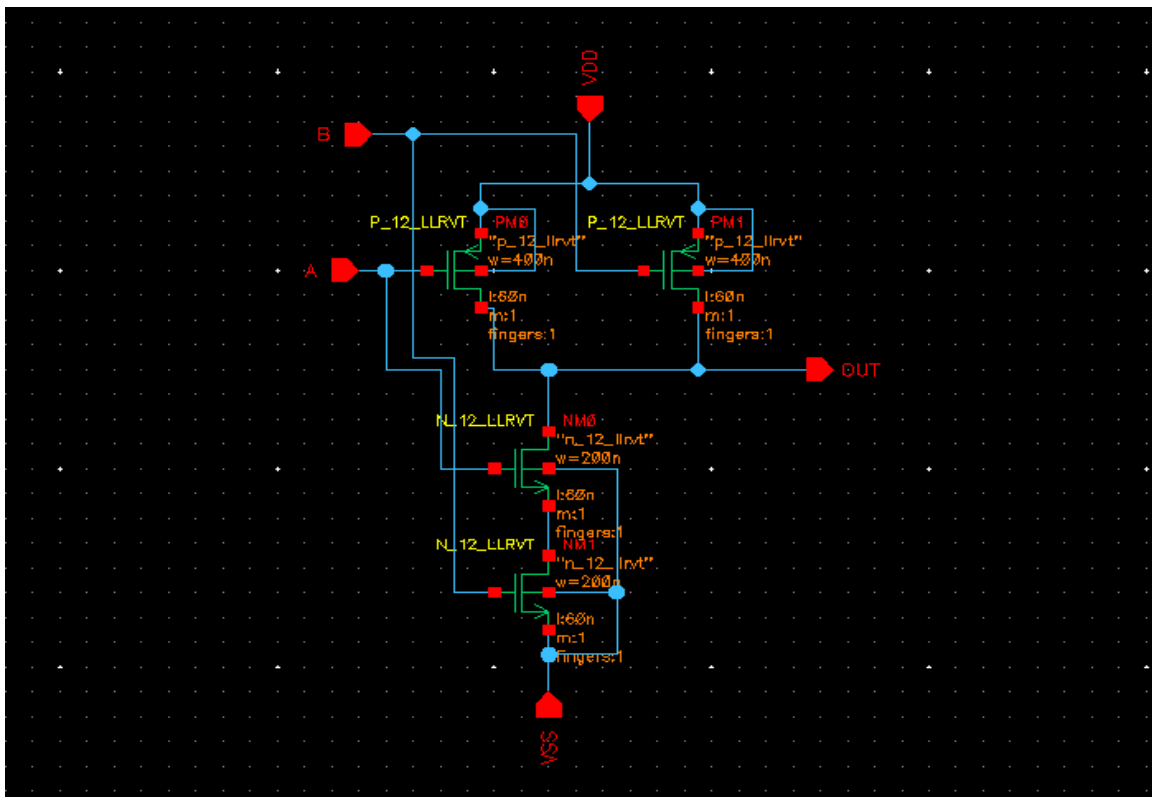 VDD
B
P_12_LLRVT PM0
"p_12_llrvt"
w=400n
l:60n
m:1
fingers:1
P_12_LLRVT PM1
"p_12_llrvt"
w=400n
l:60n
m:1
fingers:1
A
OUT
N_12_LLRVT NM0
"n_12_llrvt"
w=200n
l:60n
m:1
fingers:1
N_12_LLRVT NM1
"n_12_llrvt"
w=200n
l:60n
m:1
fingers:1
VSS